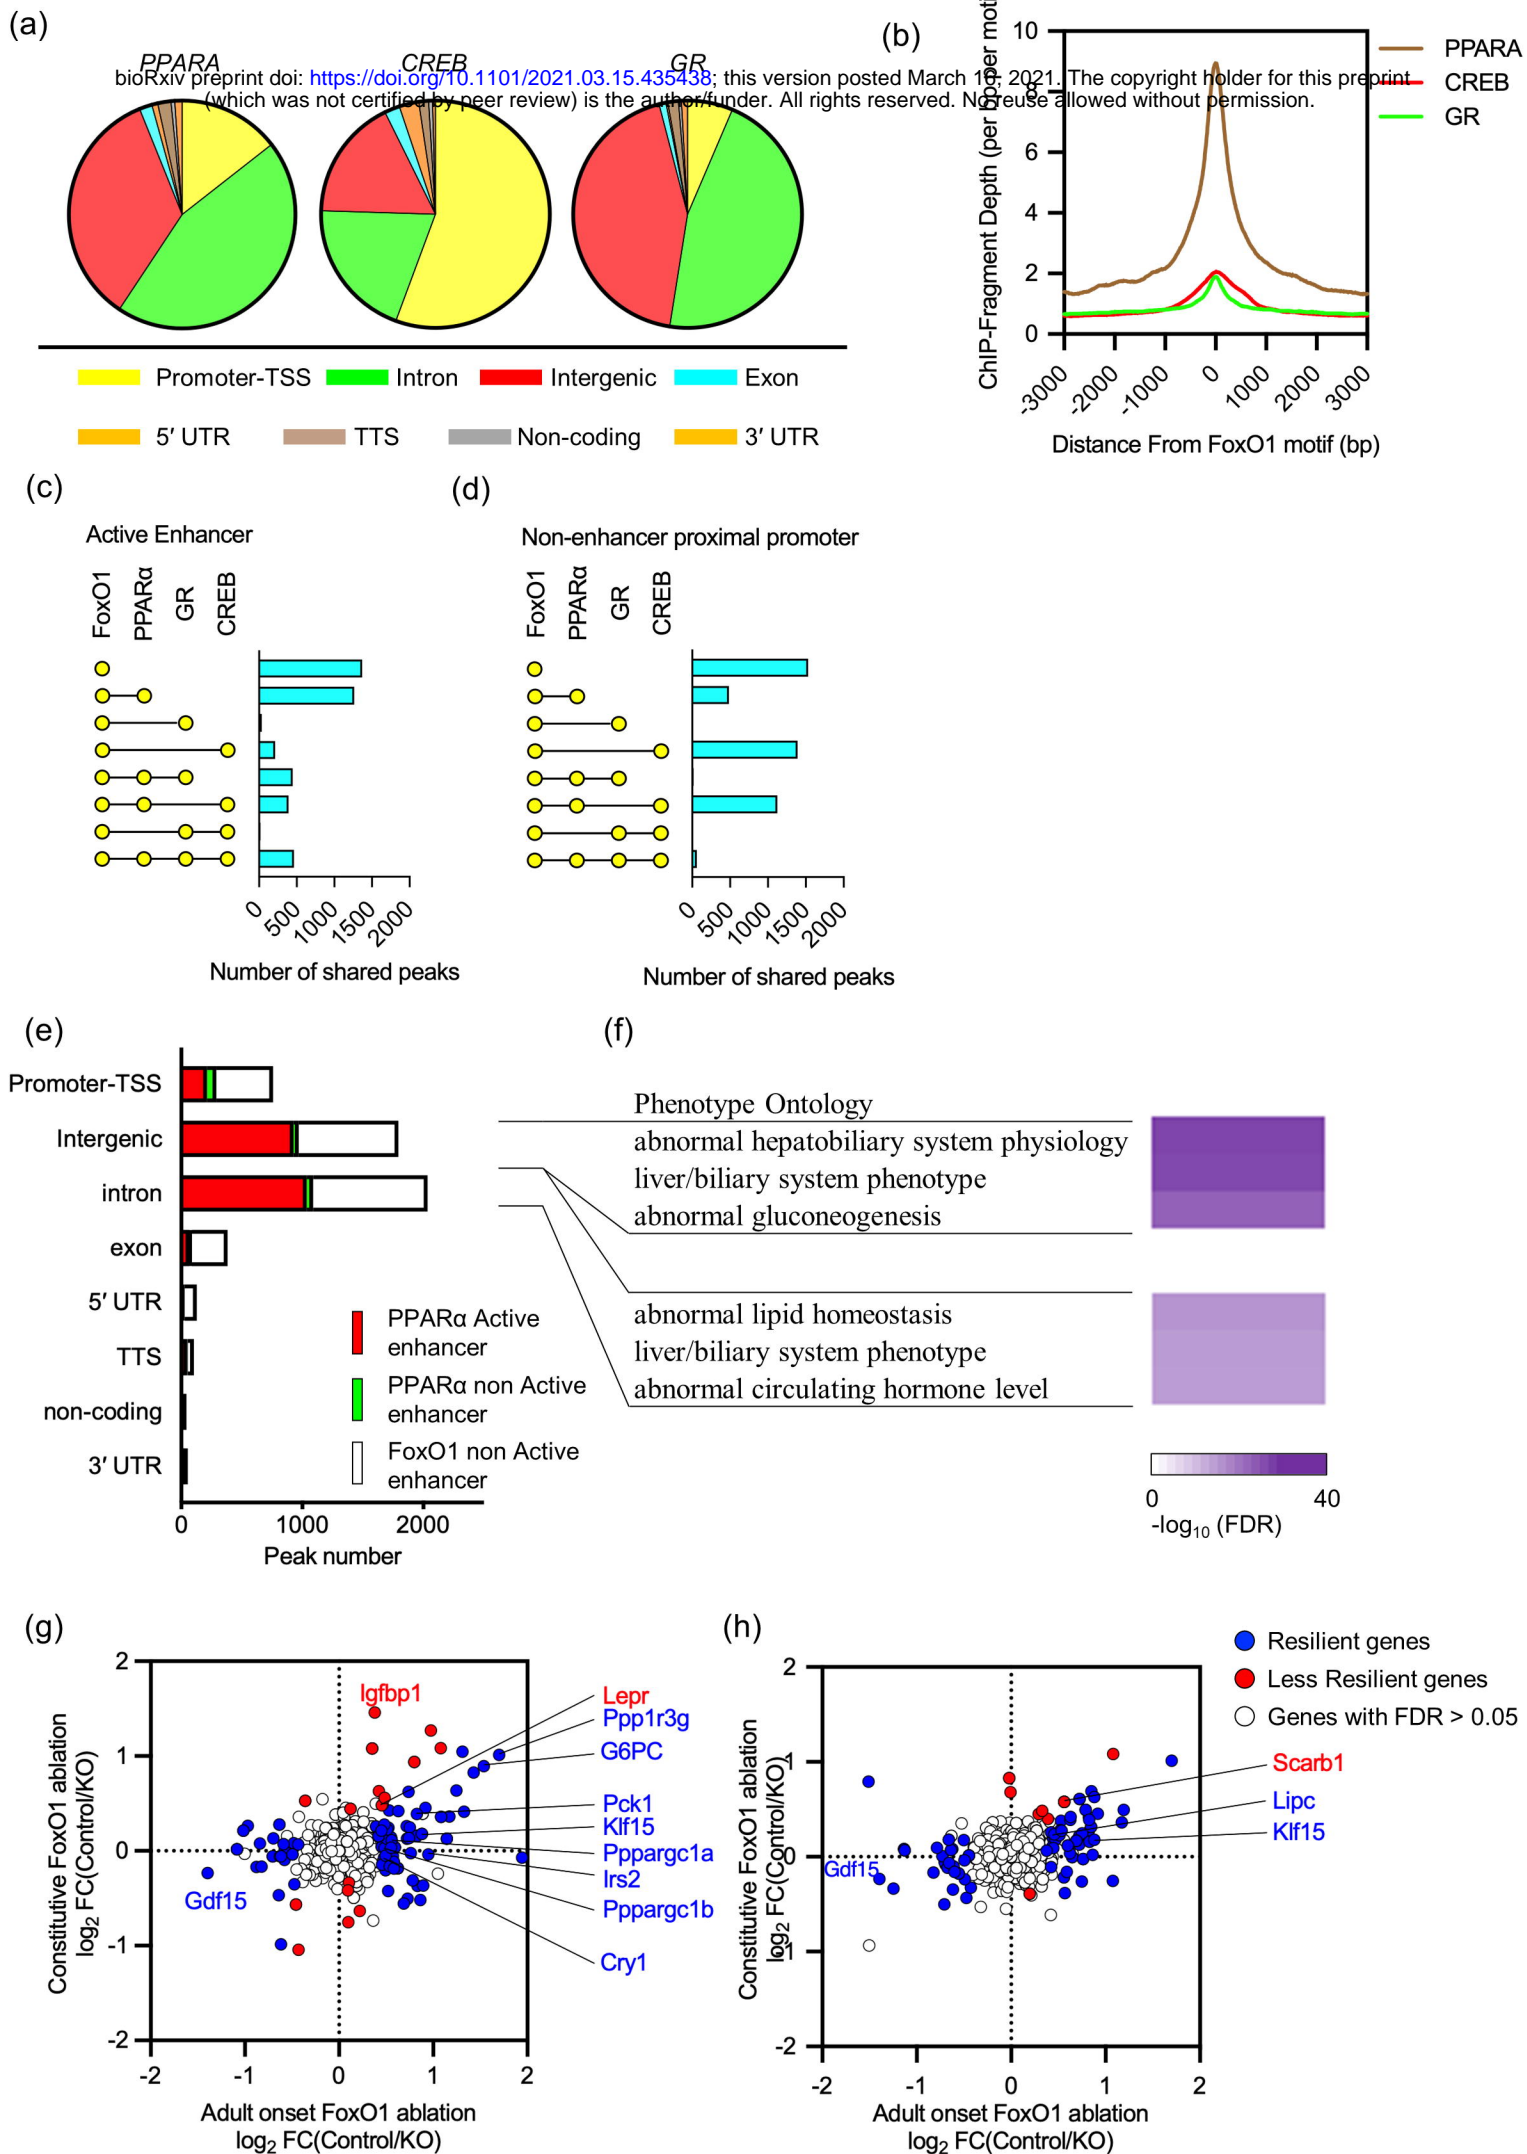 (a)
PPARA
CREB
GR
bioRxiv preprint doi: https://doi.org/10.1101/2021.03.15.435438; this version posted March 16, 2021. The copyright holder for this preprint
(which was not certified by peer review) is the author/funder. All rights reserved. No reuse allowed without permission.
Promoter-TSS
Intron
Intergenic
Exon
5′ UTR
TTS
Non-coding
3′ UTR
(b)
ChIP-Fragment Depth (per bp per motif)
10
8
6
4
2
0
-3000
-2000
-1000
0
1000
2000
3000
Distance From FoxO1 motif (bp)
PPARA
CREB
GR
(c)
Active Enhancer
FoxO1
PPARα
GR
CREB
0
500
1000
1500
2000
Number of shared peaks
(d)
Non-enhancer proximal promoter
FoxO1
PPARα
GR
CREB
0
500
1000
1500
2000
Number of shared peaks
(e)
Promoter-TSS
Intergenic
intron
exon
5′ UTR
TTS
non-coding
3′ UTR
0
1000
2000
Peak number
PPARα Active
enhancer
PPARα non Active
enhancer
FoxO1 non Active
enhancer
(f)
Phenotype Ontology
abnormal hepatobiliary system physiology
liver/biliary system phenotype
abnormal gluconeogenesis
abnormal lipid homeostasis
liver/biliary system phenotype
abnormal circulating hormone level
0
40
-log10 (FDR)
(g)
Constitutive FoxO1 ablation
log2 FC(Control/KO)
2
1
0
-1
-2
-2
-1
0
1
2
Adult onset FoxO1 ablation
log2 FC(Control/KO)
Igfbp1
Gdf15
Lepr
Ppp1r3g
G6PC
Pck1
Klf15
Pppargc1a
Irs2
Pppargc1b
Cry1
(h)
Constitutive FoxO1 ablation
log2 FC(Control/KO)
2
1
0
-1
-2
-2
-1
0
1
2
Adult onset FoxO1 ablation
log2 FC(Control/KO)
Gdf15
Resilient genes
Less Resilient genes
Genes with FDR > 0.05
Scarb1
Lipc
Klf15